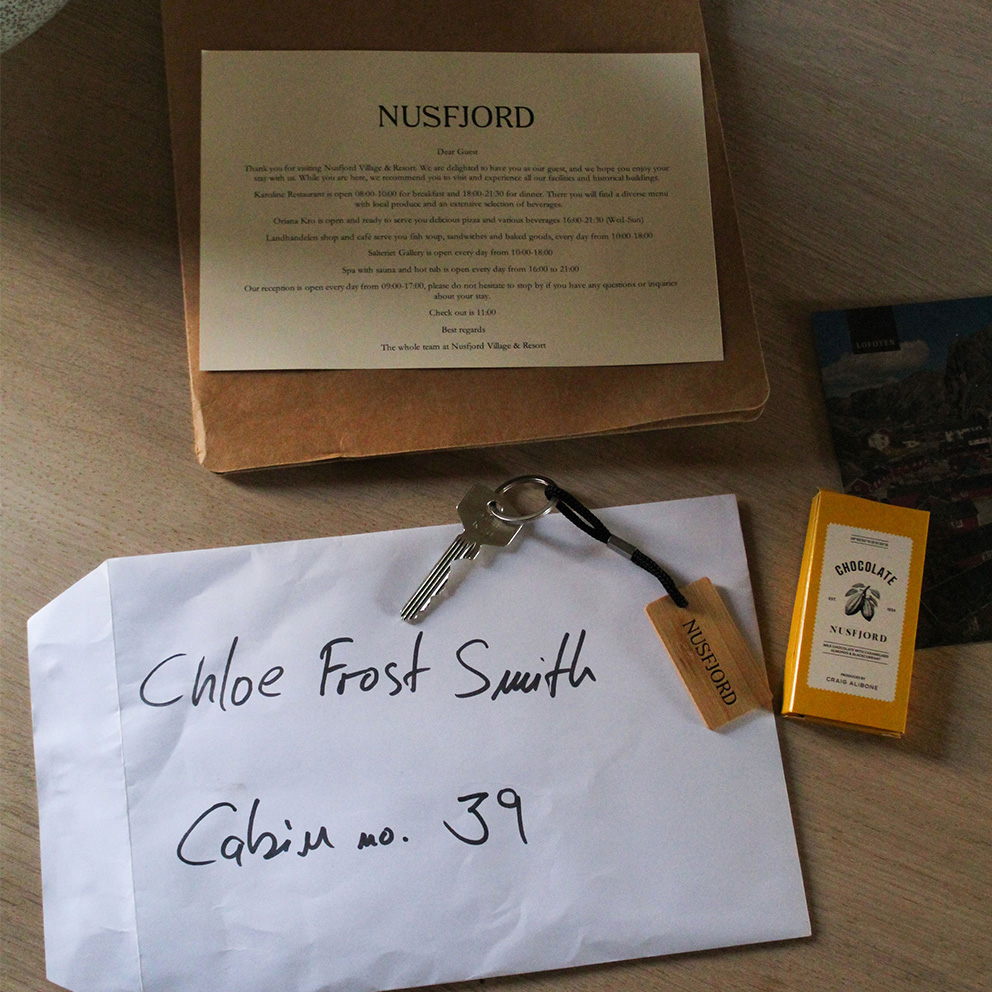 NUSFJORD
Dear Guest
Thank you for visiting Nusfjord Village & Resort. We are delighted to have you as our guest, and we hope you enjoy your
stay with us. While you are here, we recommend you to visit and experience all our facilities and historical buildings.
Karoline Restaurant is open 08:00-10:00 for breakfast and 18:00-21:30 for dinner. There you will find a diverse menu
with local produce and an extensive selection of beverages.
Oriana Kro is open and ready to serve you delicious pizza and various beverages 16:00-21:30 (Wed-Sun)
Landhandelen shop and café serve you fish soup, sandwiches and baked goods, every day from 10:00-18:00
Salteriet Gallery is open every day from 10:00-18:00
Spa with sauna and hot tub is open every day from 16:00 to 21:00
Our reception is open every day from 09:00-17:00, please do not hesitate to stop by if you have any questions or inquiries
about your stay.
Check out is 11:00
Best regards
The whole team at Nusfjord Village & Resort
LOFOTEN
NUSFJORD
CHOCOLATE
EST.
NUSFJORD
MILK CHOCOLATE WITH CARAMELISED
ALMONDS & BLACKCURRANT
PRODUCED BY
CRAIG ALIBONE
Chloe Frost Smith
Cabin no. 39